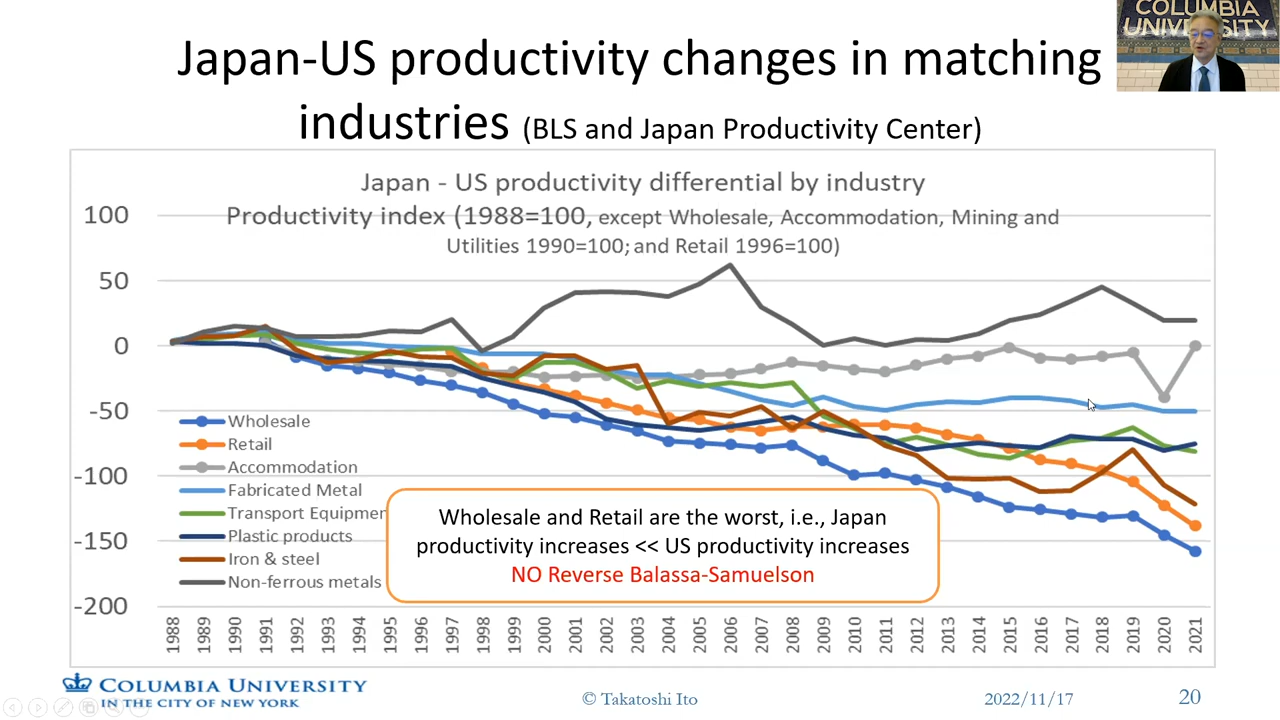 COLUMBIA
UNIVERSITY
Japan-US productivity changes in matching
industries (BLS and Japan Productivity Center)
Japan - US productivity differential by industry
Productivity index (1988=100, except Wholesale, Accommodation, Mining and
Utilities 1990=100; and Retail 1996=100)
100
50
0
-50
-100
-150
-200
Wholesale
Retail
Accommodation
Fabricated Metal
Transport Equipmen
Plastic products
Iron & steel
Non-ferrous metals
Wholesale and Retail are the worst, i.e., Japan
productivity increases << US productivity increases
NO Reverse Balassa-Samuelson
1988 1989 1990 1991 1992 1993 1994 1995 1996 1997 1998 1999 2000 2001 2002 2003 2004 2005 2006 2007 2008 2009 2010 2011 2012 2013 2014 2015 2016 2017 2018 2019 2020 2021
COLUMBIA UNIVERSITY
IN THE CITY OF NEW YORK
© Takatoshi Ito
2022/11/17
20